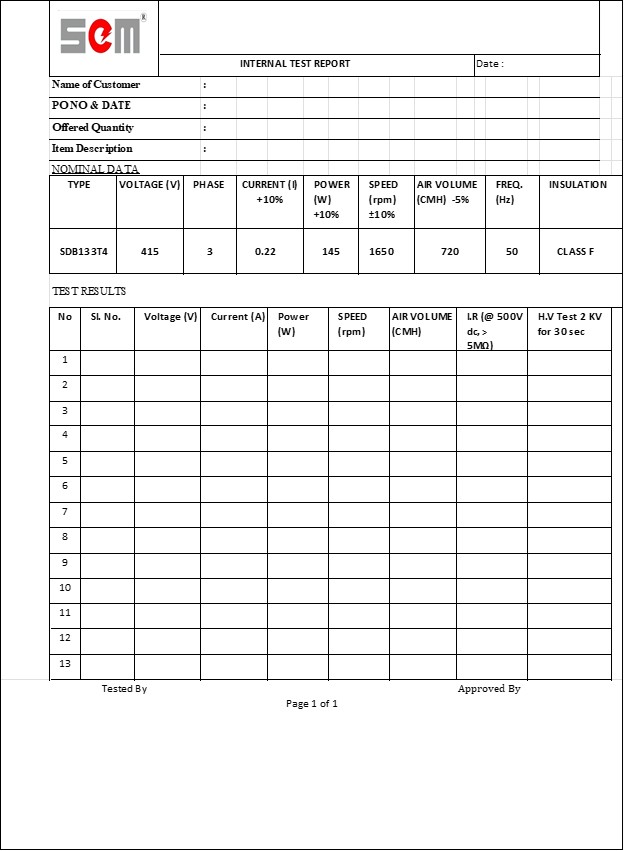 SCM®
INTERNAL TEST REPORT Date :
Name of Customer :
PO NO & DATE :
Offered Quantity :
Item Description :
NOMINAL DATA
TYPE VOLTAGE (V) PHASE CURRENT (I) POWER SPEED AIR VOLUME FREQ. INSULATION
+10% (W) (rpm) (CMH) -5% (Hz)
+10% ±10%
SDB133T4 415 3 0.22 145 1650 720 50 CLASS F
TEST RESULTS
No Sl. No. Voltage (V) Current (A) Power SPEED AIR VOLUME I.R (@ 500V H.V Test 2 KV
(W) (rpm) (CMH) dc, > for 30 sec
5MΩ)
1
2
3
4
5
6
7
8
9
10
11
12
13
Tested By Approved By
Page 1 of 1